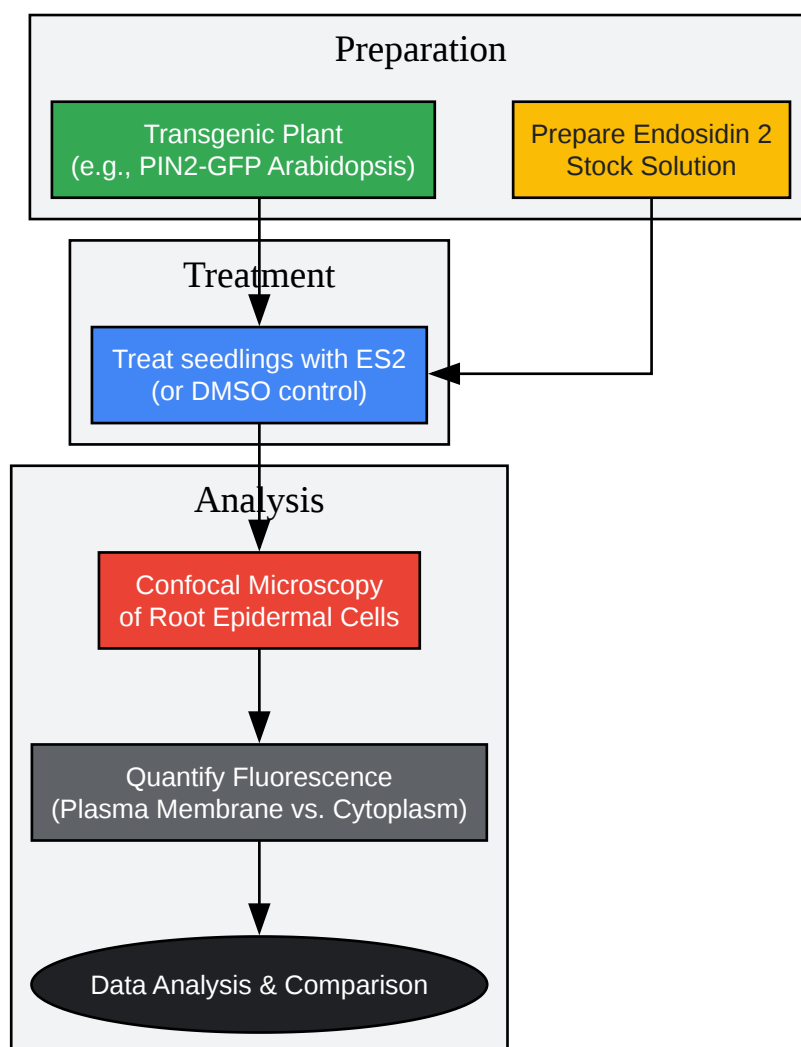 Preparation
Transgenic Plant
(e.g., PIN2-GFP Arabidopsis)
Prepare Endosidin 2
Stock Solution
Treatment
Treat seedlings with ES2
(or DMSO control)
Analysis
Confocal Microscopy
of Root Epidermal Cells
Quantify Fluorescence
(Plasma Membrane vs. Cytoplasm)
Data Analysis & Comparison